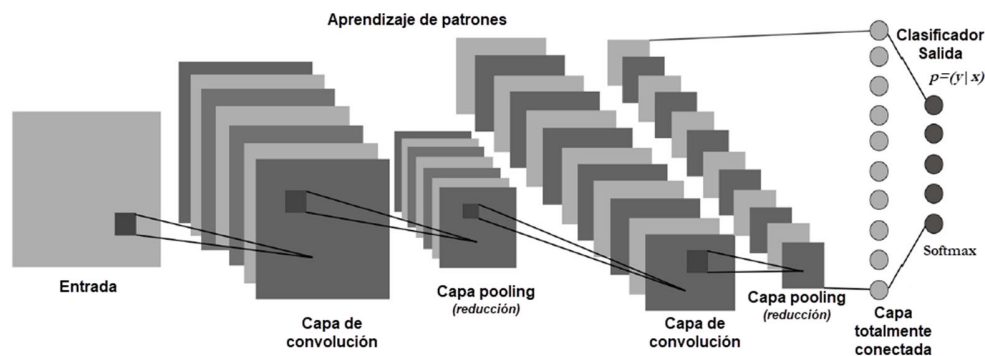 Aprendizaje de patrones
Clasificador
Salida
p=(y|x)
Softmax
Entrada
Capa de
convolución
Capa pooling
(reducción)
Capa de
convolución
Capa pooling
(reducción)
Capa
totalmente
conectada